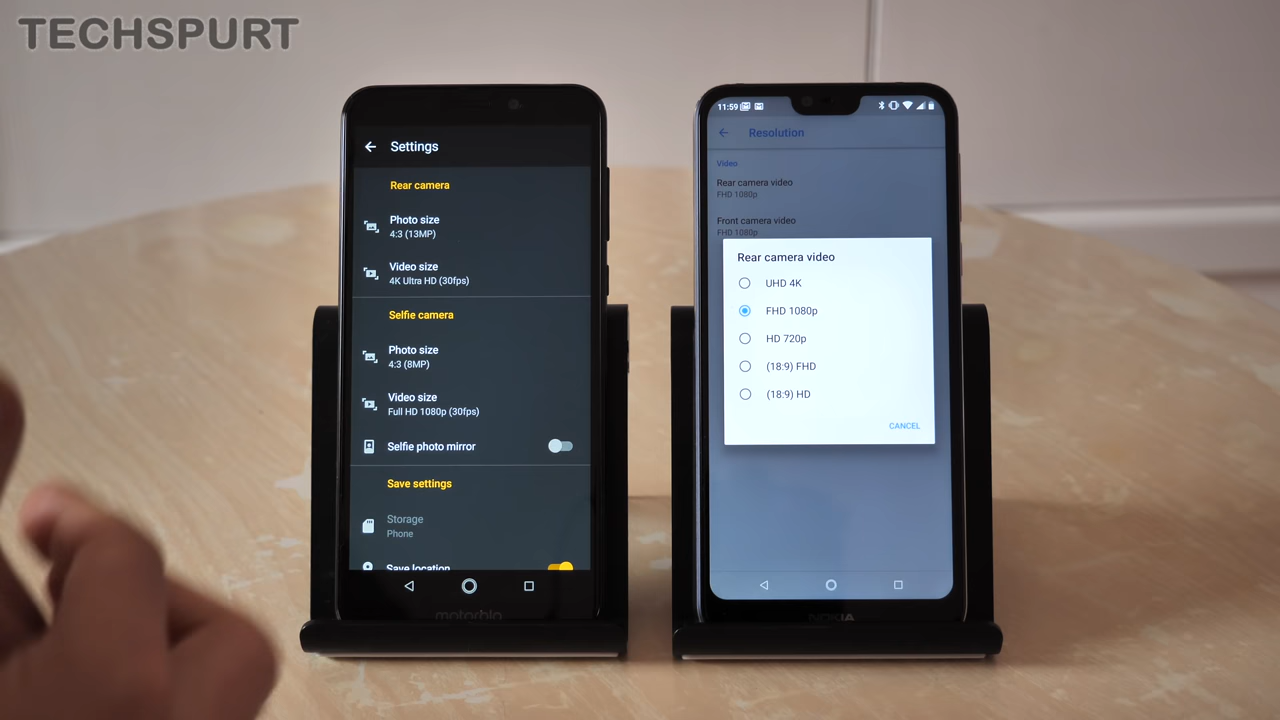 TECHSPURT
Settings
Rear camera
Photo size
4:3 (13MP)
Video size
4K Ultra HD (30fps)
Selfie camera
Photo size
4:3 (8MP)
Video size
Full HD 1080p (30fps)
Selfie photo mirror
Save settings
Storage
Phone
Save location
motorola
11:59
Resolution
Video
Rear camera video
FHD 1080p
Front camera video
FHD 1080p
Rear camera video
UHD 4K
FHD 1080p
HD 720p
(18:9) FHD
(18:9) HD
CANCEL
NOKIA